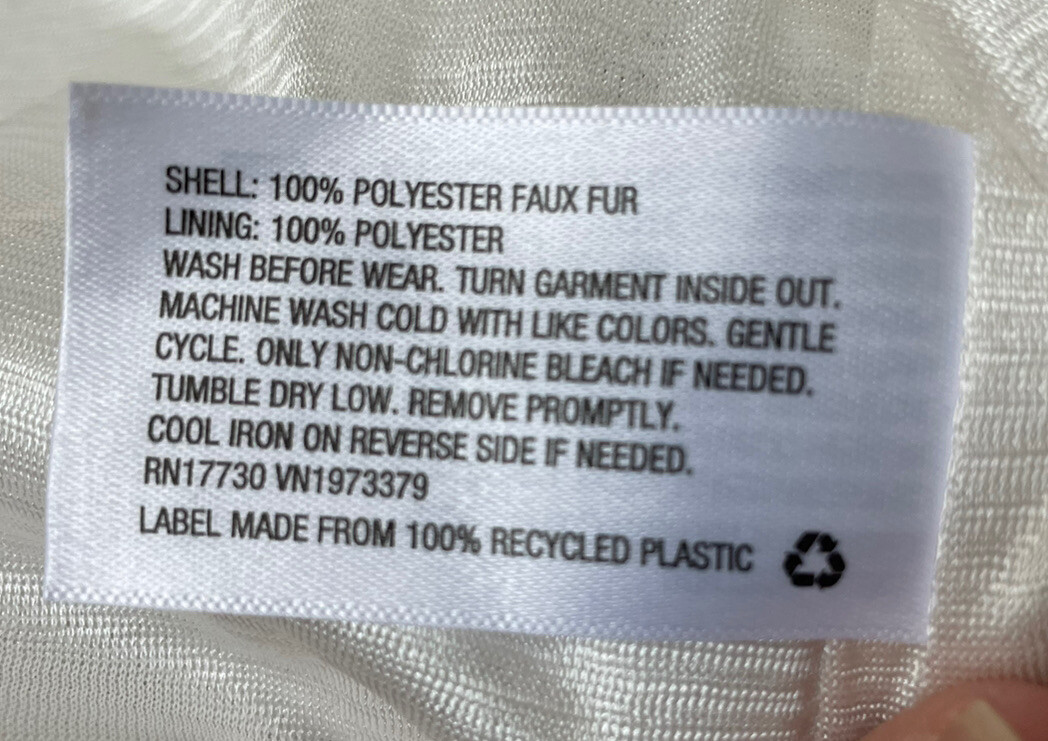 SHELL: 100% POLYESTER FAUX FUR
LINING: 100% POLYESTER
WASH BEFORE WEAR. TURN GARMENT INSIDE OUT.
MACHINE WASH COLD WITH LIKE COLORS. GENTLE
CYCLE. ONLY NON-CHLORINE BLEACH IF NEEDED.
TUMBLE DRY LOW. REMOVE PROMPTLY.
COOL IRON ON REVERSE SIDE IF NEEDED.
RN17730 VN1973379
LABEL MADE FROM 100% RECYCLED PLASTIC